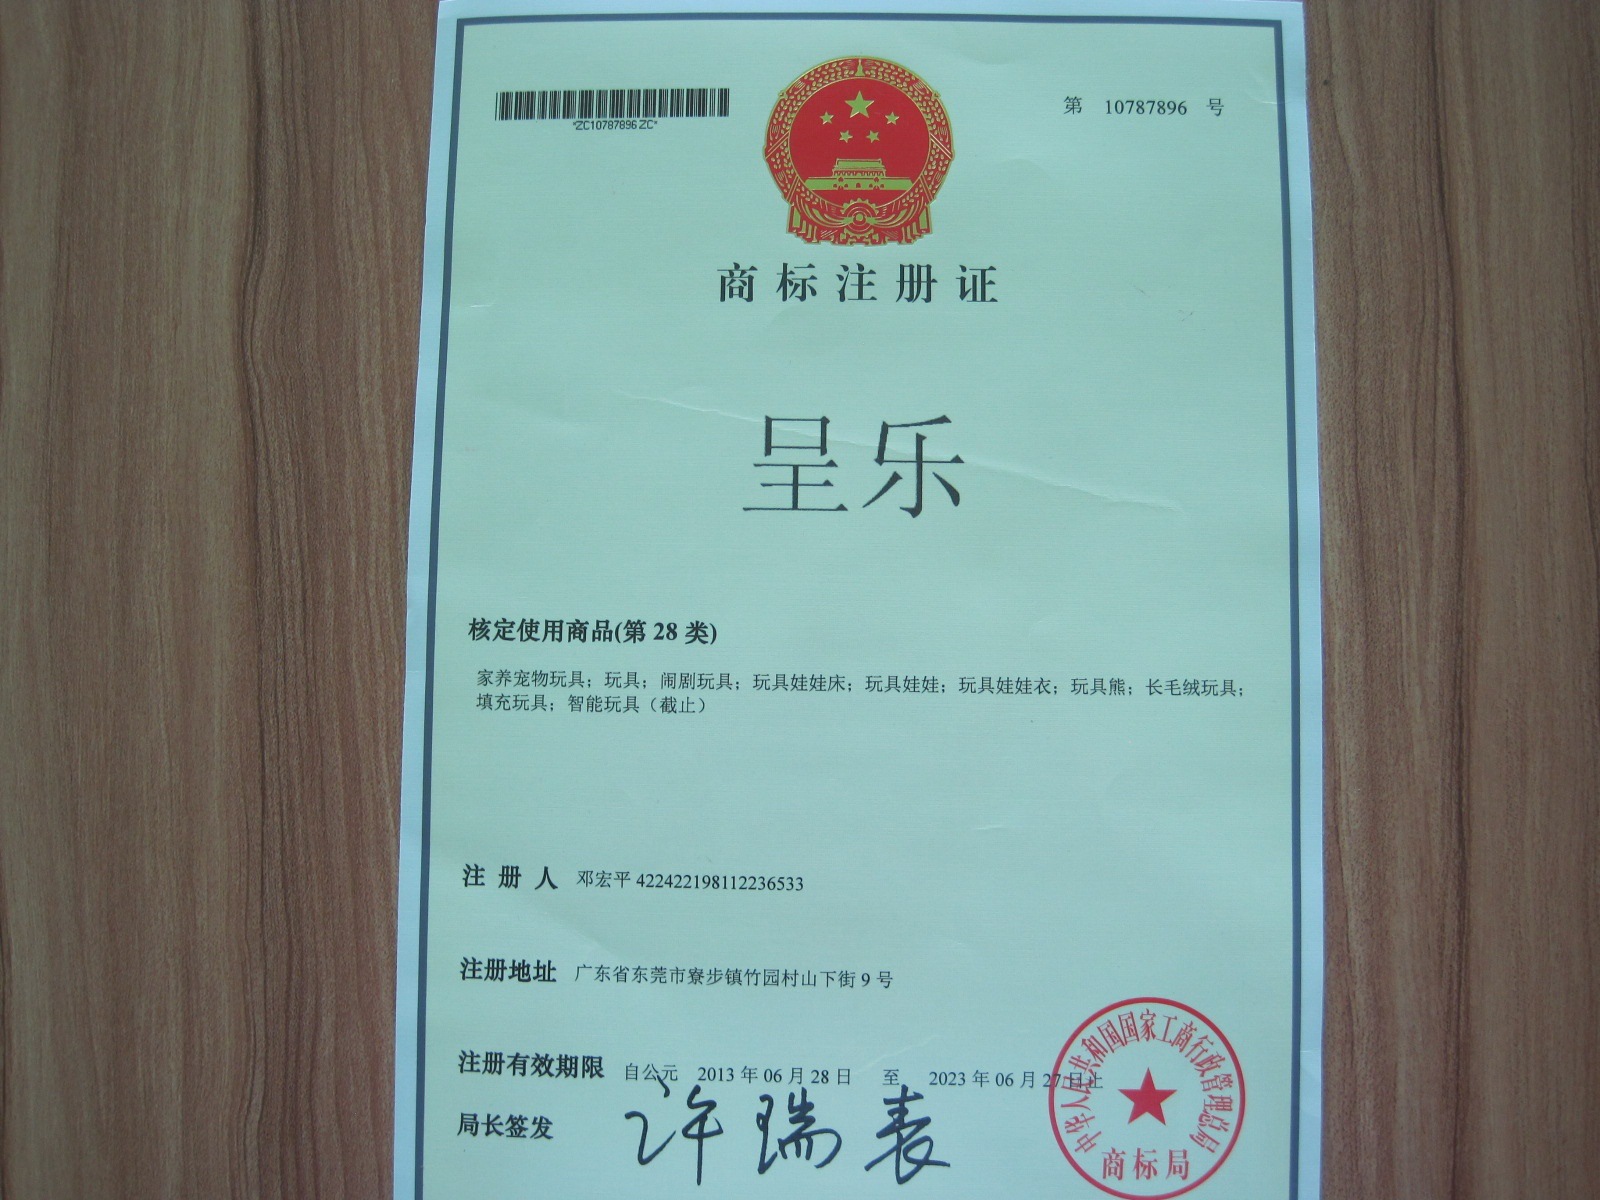 *ZC10787896ZC*
第 10787896 号
商标注册证
呈乐
核定使用商品(第 28 类)
家养宠物玩具；玩具；闹剧玩具；玩具娃娃床；玩具娃娃；玩具娃娃衣；玩具熊；长毛绒玩具；
填充玩具；智能玩具（截止）
注 册 人 邓宏平 422422198112236533
注册地址 广东省东莞市寮步镇竹园村山下街 9 号
注册有效期限 自公元 2013 年 06 月 28 日 至 2023 年 06 月 27 日止
局长签发 许瑞表
中华人民共和国国家工商行政管理总局
商标局